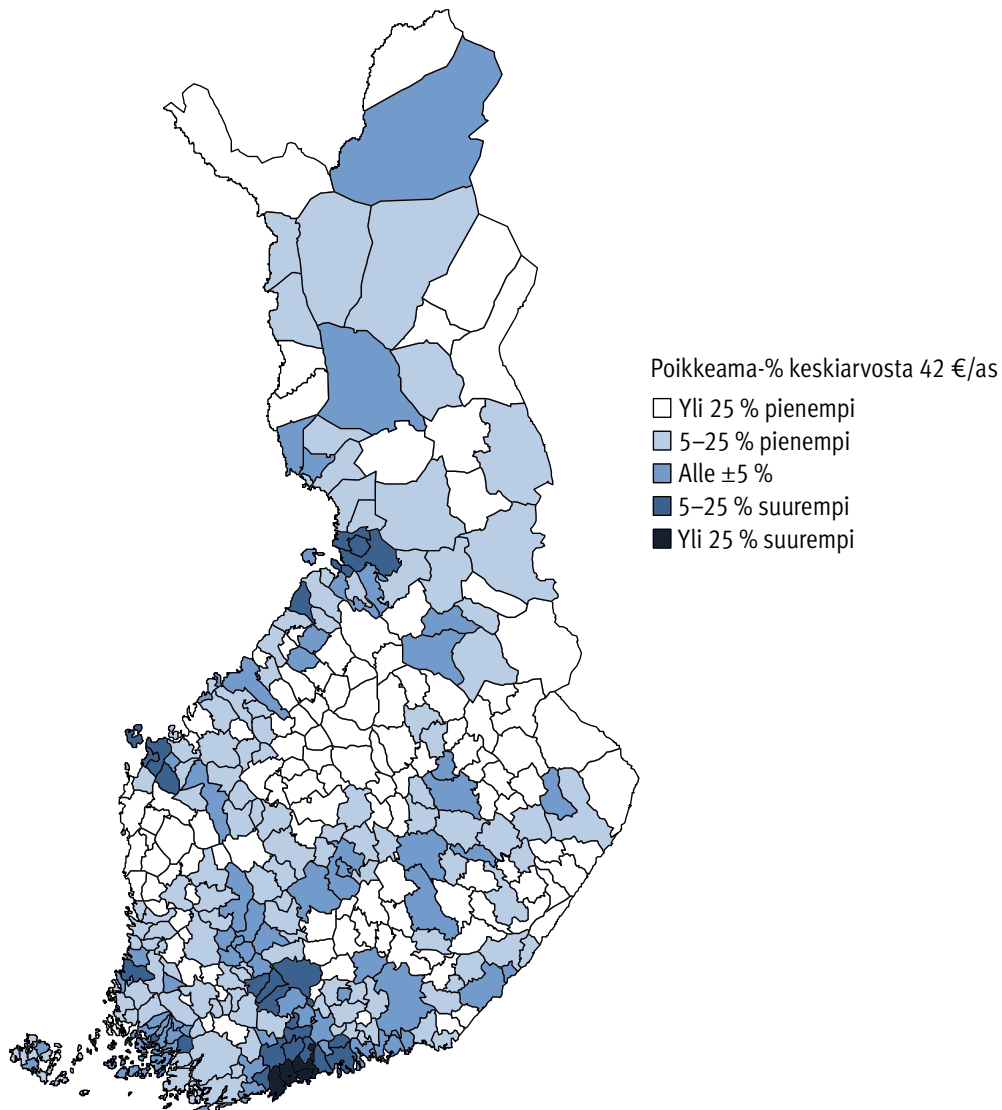 Poikkeama-% keskiarvosta 42 €/as
Yli 25 % pienempi
5–25 % pienempi
Alle ±5 %
5–25 % suurempi
Yli 25 % suurempi